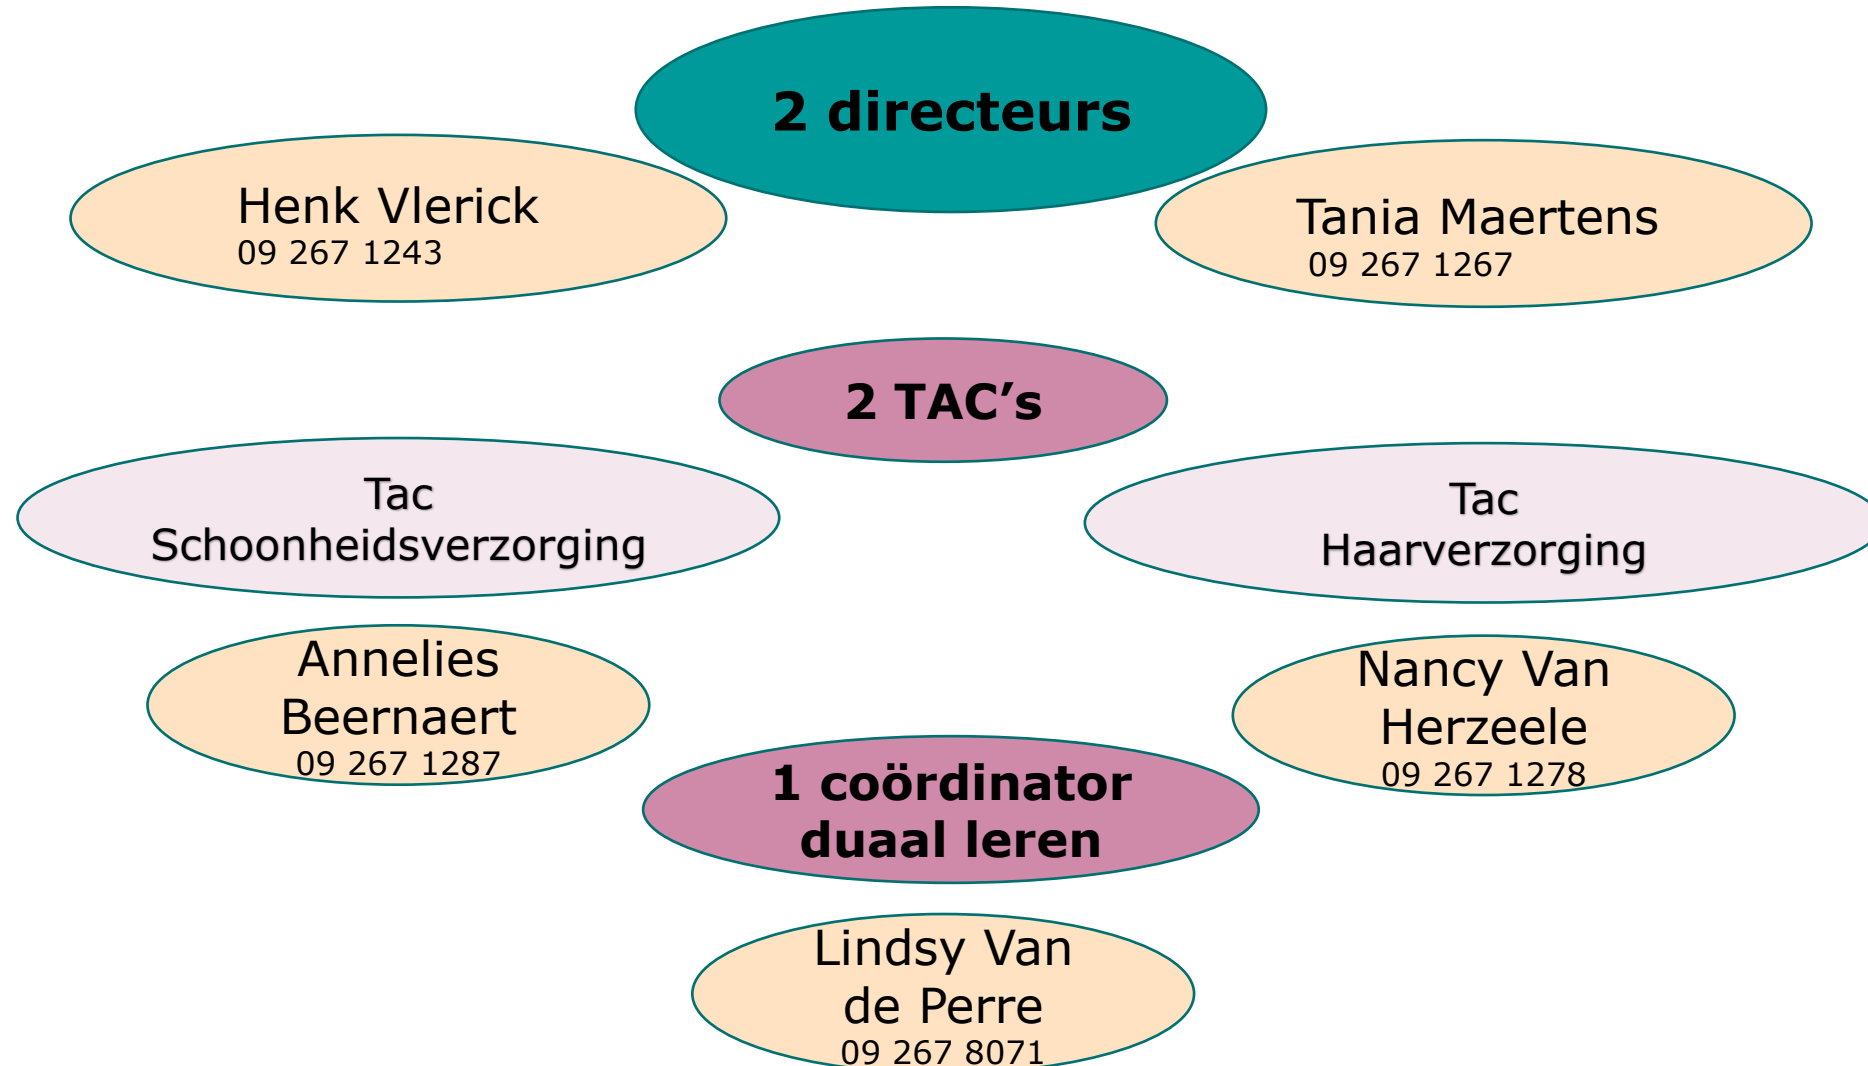 2 directeurs
Henk Vlerick
09 267 1243
Tania Maertens
09 267 1267
2 TAC’s
Tac
Schoonheidsverzorging
Tac
Haarverzorging
Annelies
Beernaert
09 267 1287
Nancy Van
Herzeele
09 267 1278
1 coördinator
duaal leren
Lindsy Van
de Perre
09 267 8071